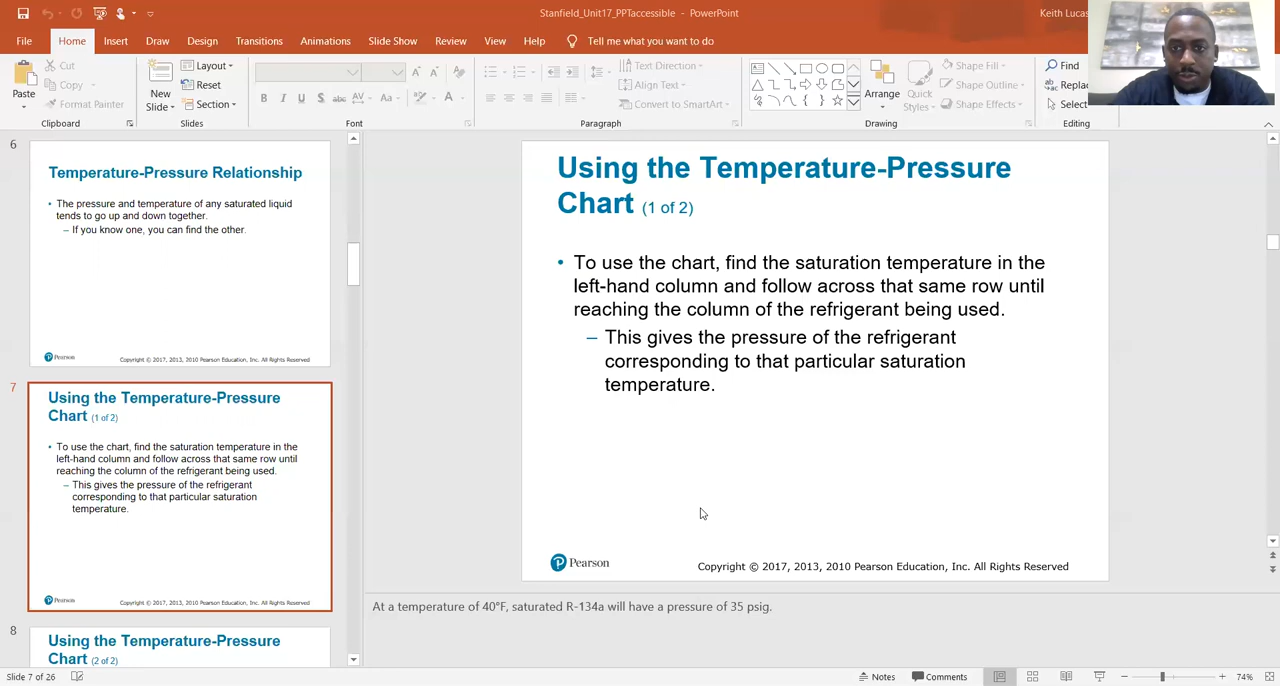 Stanfield_Unit17_PPTaccessible - PowerPoint
Keith Lucas
File Home Insert Draw Design Transitions Animations Slide Show Review View Help Tell me what you want to do
Paste
Cut
Copy
Format Painter
Clipboard
New Slide
Layout
Reset
Section
Slides
B I U S abc AV Aa A
Font
Text Direction
Align Text
Convert to SmartArt
Paragraph
Arrange
Quick Styles
Shape Fill
Shape Outline
Shape Effects
Drawing
Find
Select
Editing
6
Temperature-Pressure Relationship
• The pressure and temperature of any saturated liquid
tends to go up and down together.
– If you know one, you can find the other.
Pearson
Copyright © 2017, 2013, 2010 Pearson Education, Inc. All Rights Reserved
7
Using the Temperature-Pressure
Chart (1 of 2)
• To use the chart, find the saturation temperature in the
left-hand column and follow across that same row until
reaching the column of the refrigerant being used.
– This gives the pressure of the refrigerant
corresponding to that particular saturation
temperature.
Pearson
Copyright © 2017, 2013, 2010 Pearson Education, Inc. All Rights Reserved
8
Using the Temperature-Pressure
Chart (2 of 2)
Using the Temperature-Pressure
Chart (1 of 2)
• To use the chart, find the saturation temperature in the
left-hand column and follow across that same row until
reaching the column of the refrigerant being used.
– This gives the pressure of the refrigerant
corresponding to that particular saturation
temperature.
Pearson
Copyright © 2017, 2013, 2010 Pearson Education, Inc. All Rights Reserved
At a temperature of 40°F, saturated R-134a will have a pressure of 35 psig.
Slide 7 of 26
Notes
Comments
74%